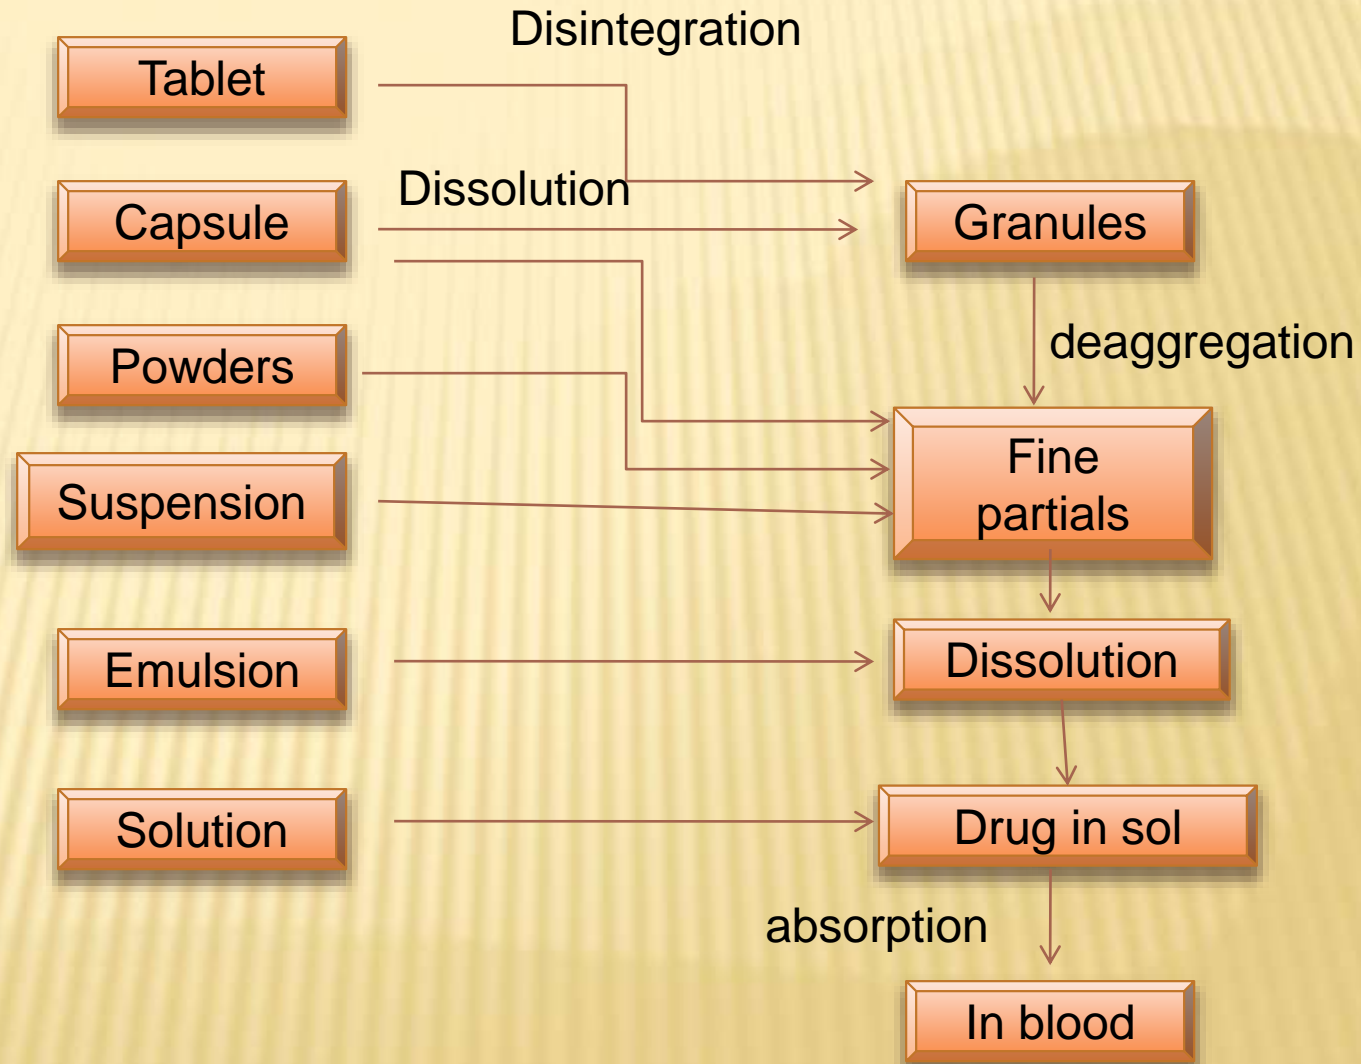 Disintegration
Tablet
Capsule
Dissolution
Granules
Powders
deaggregation
Fine
partials
Suspension
Emulsion
Dissolution
Solution
Drug in sol
absorption
In blood